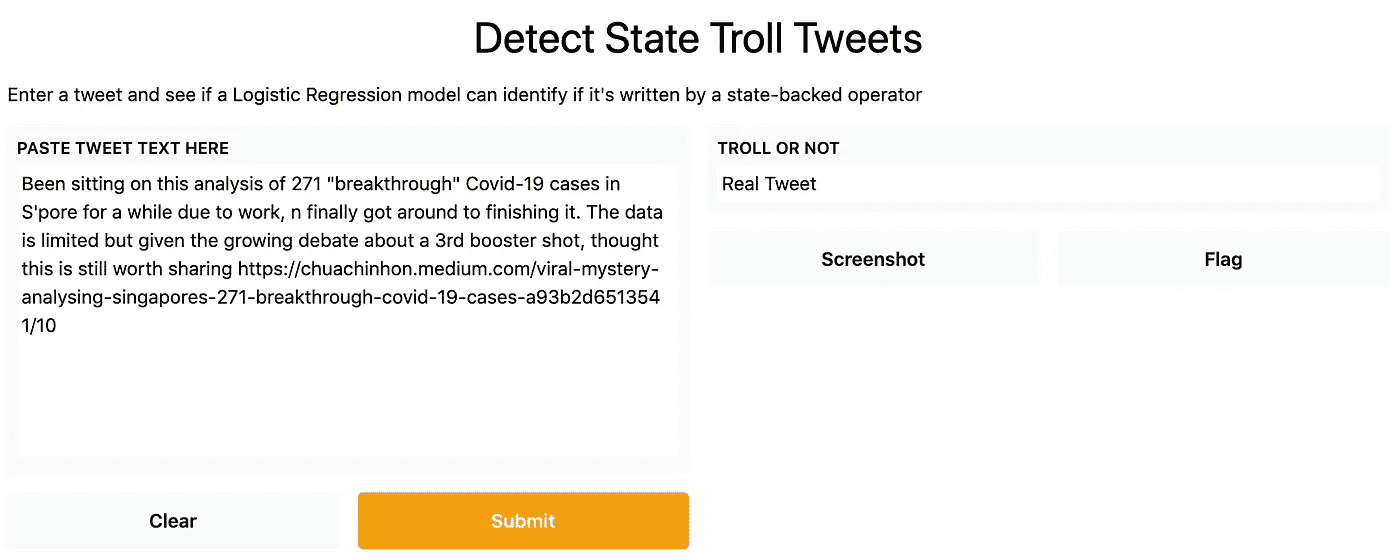 Detect State Troll Tweets
Enter a tweet and see if a Logistic Regression model can identify if it's written by a state-backed operator
PASTE TWEET TEXT HERE
Been sitting on this analysis of 271 "breakthrough" Covid-19 cases in
S'pore for a while due to work, n finally got around to finishing it. The data
is limited but given the growing debate about a 3rd booster shot, thought
this is still worth sharing https://chuachinhon.medium.com/viral-mystery-
analysing-singapores-271-breakthrough-covid-19-cases-a93b2d651354
1/10
Clear
Submit
TROLL OR NOT
Real Tweet
Screenshot
Flag